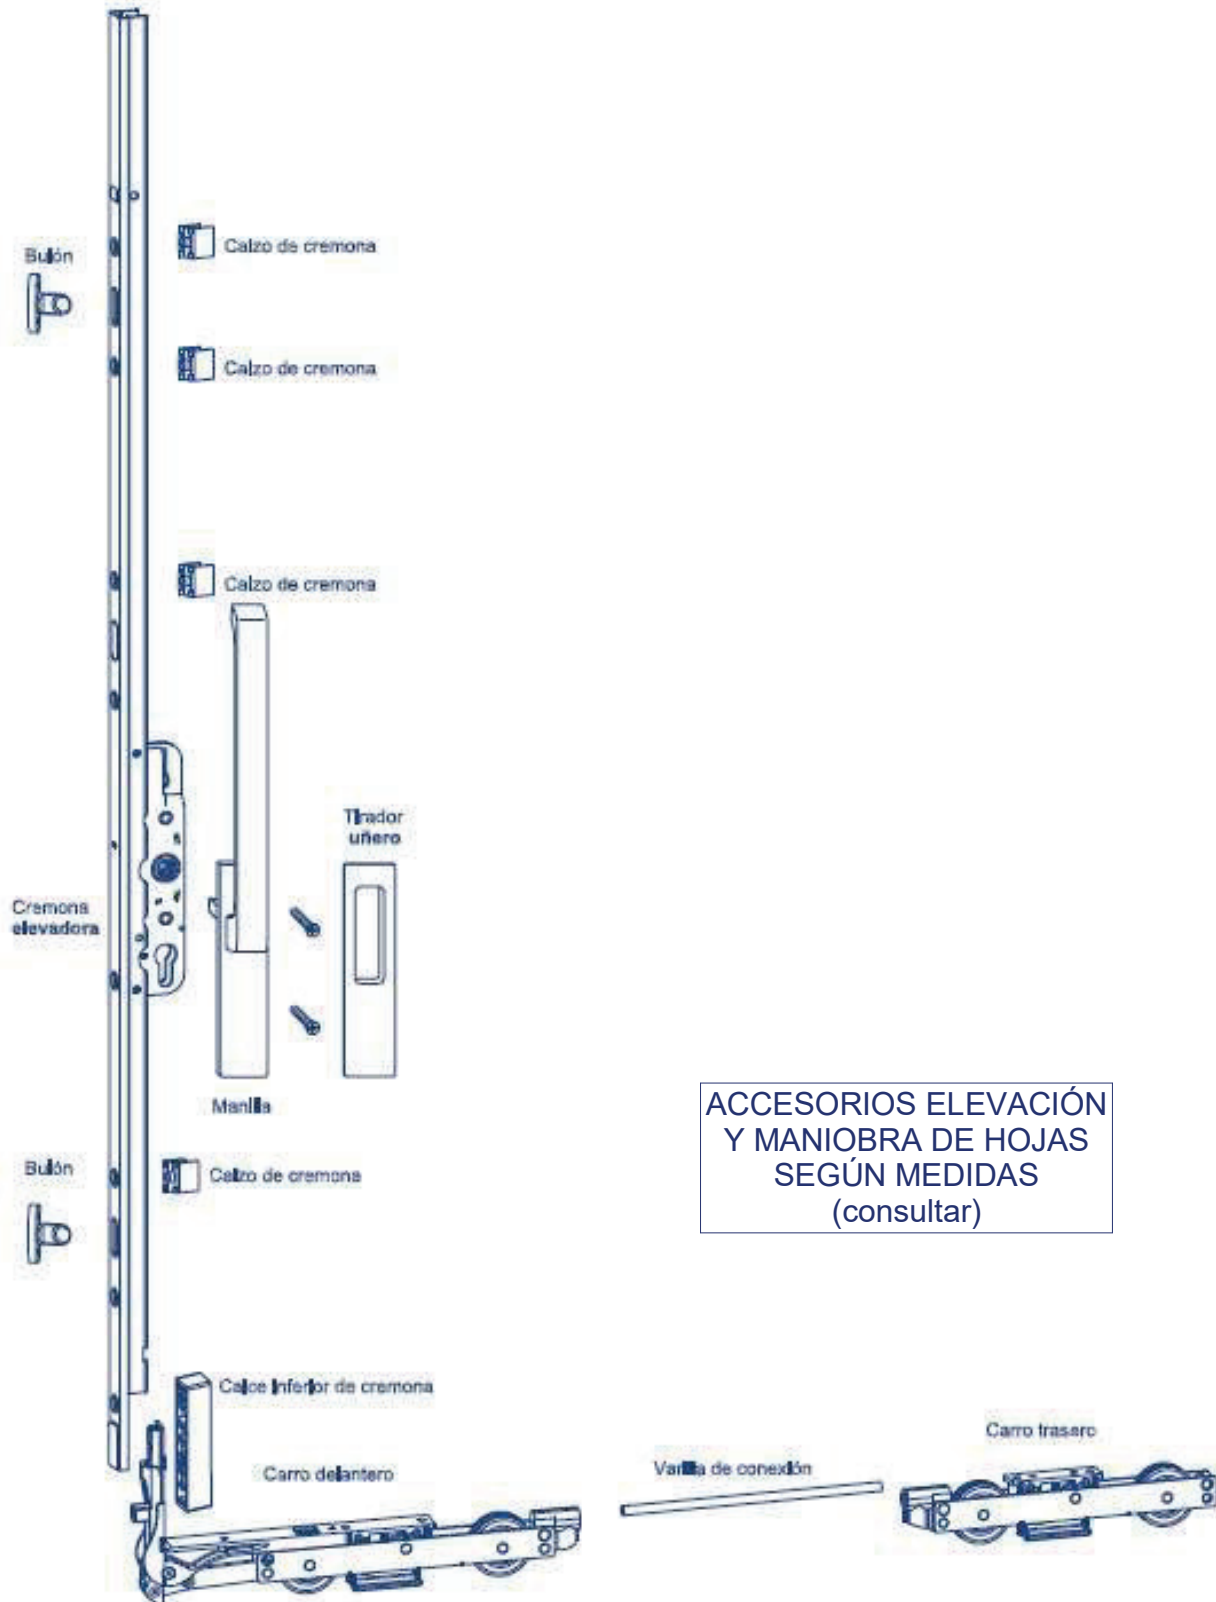 Bulón
Calzo de cremona
Calzo de cremona
Calzo de cremona
Tirador
uñero
Cremona
elevadora
Manilla
ACCESORIOS ELEVACIÓN
Y MANIOBRA DE HOJAS
SEGÚN MEDIDAS
(consultar)
Bulón
Calzo de cremona
Calce inferior de cremona
Carro delantero
Varilla de conexión
Carro trasero